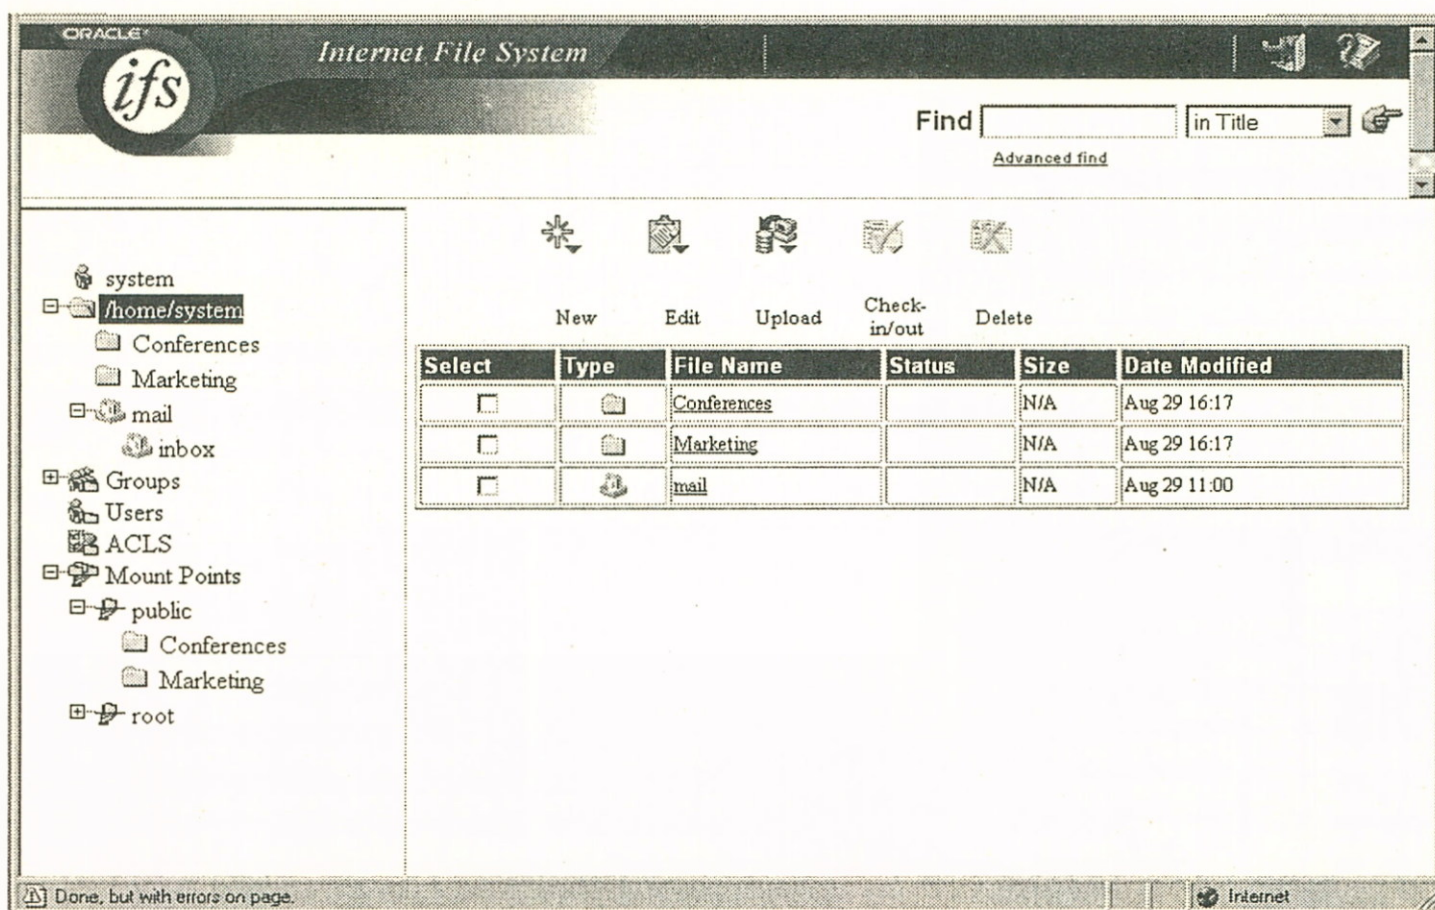 ORACLE
ifs
Internet File System
Find in Title
Advanced find
system
/home/system
Conferences
Marketing
mail
inbox
Groups
Users
ACLS
Mount Points
public
Conferences
Marketing
root
New Edit Upload Check-in/out Delete
Select Type File Name Status Size Date Modified
Conferences N/A Aug 29 16:17
Marketing N/A Aug 29 16:17
mail N/A Aug 29 11:00
Done, but with errors on page. Internet